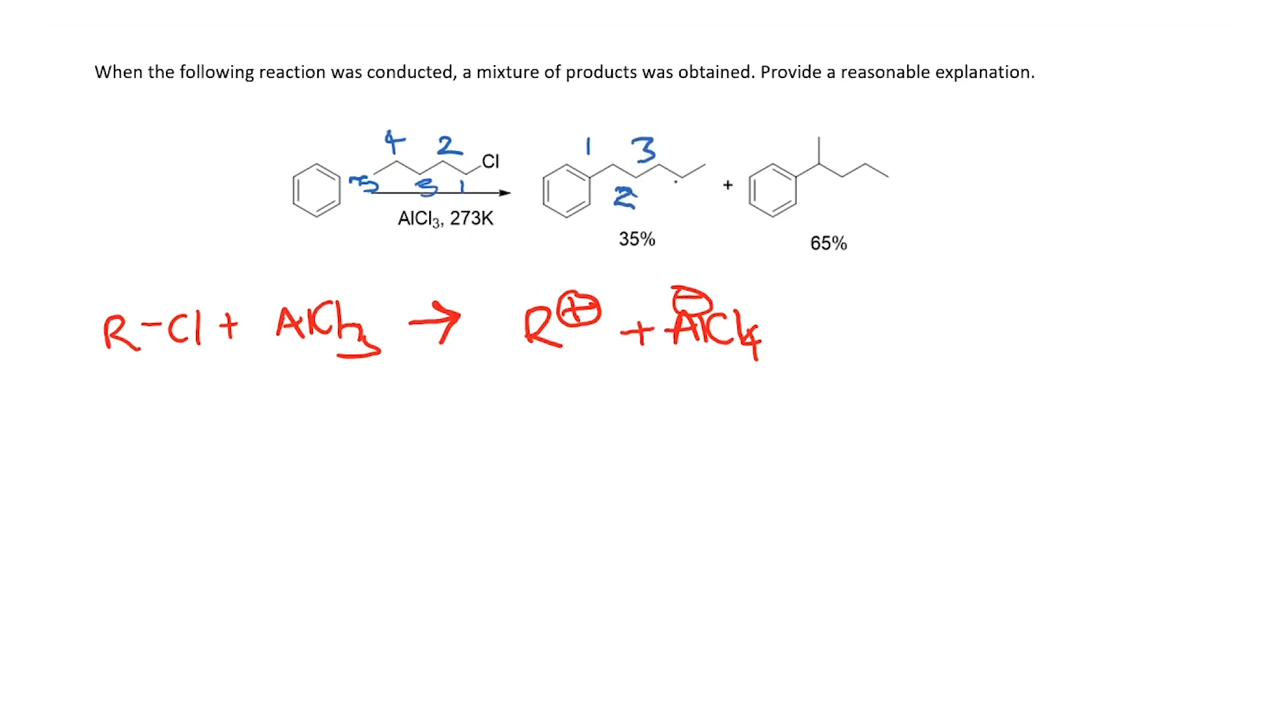 When the following reaction was conducted, a mixture of products was obtained. Provide a reasonable explanation.
4 2 Cl 1 3
5 3 1 2 +
AlCl3, 273K
35% 65%
R-Cl + AlCl3 → R⊕ + ⊖AlCl4